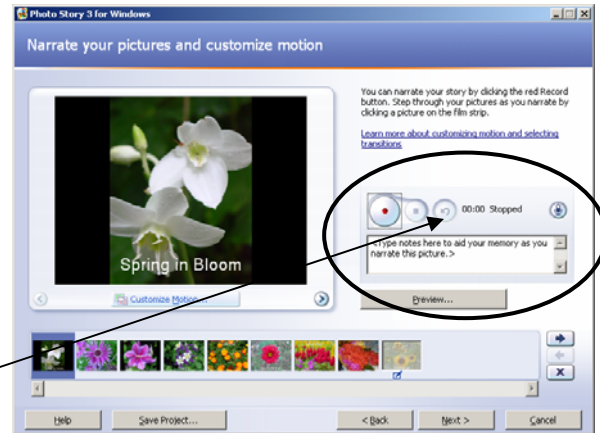 Photo Story 3 for Windows
Narrate your pictures and customize motion
You can narrate your story by clicking the red Record
button. Step through your pictures as you narrate by
clicking a picture on the film strip.
Learn more about customizing motion and selecting
transitions
00:00 Stopped
<Type notes here to aid your memory as you
narrate this picture.>
Spring in Bloom
Customize Motion...
Preview...
Help
Save Project...
< Back
Next >
Cancel